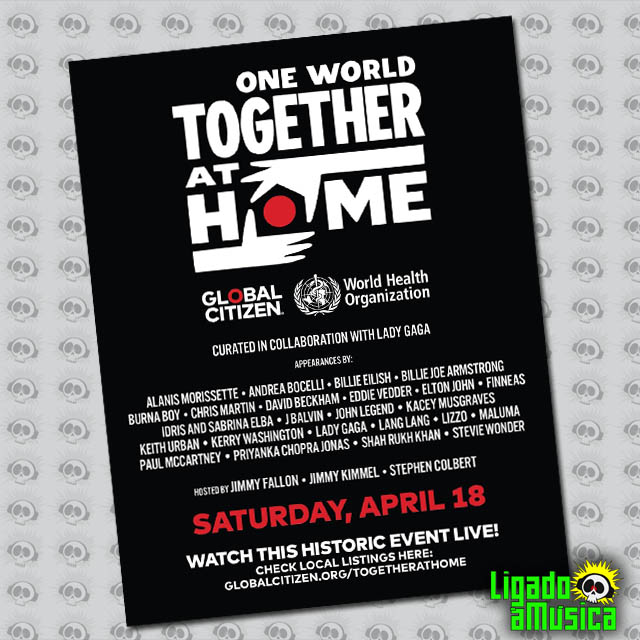 ONE WORLD
TOGETHER
AT
HOME
GLOBAL
CITIZEN.
World Health
Organization
CURATED IN COLLABORATION WITH LADY GAGA
APPEARANCES BY:
ALANIS MORISSETTE • ANDREA BOCELLI • BILLIE EILISH • BILLIE JOE ARMSTRONG
BURNA BOY • CHRIS MARTIN • DAVID BECKHAM • EDDIE VEDDER • ELTON JOHN • FINNEAS
IDRIS AND SABRINA ELBA • J BALVIN • JOHN LEGEND • KACEY MUSGRAVES
KEITH URBAN • KERRY WASHINGTON • LADY GAGA • LANG LANG • LIZZO • MALUMA
PAUL MCCARTNEY • PRIYANKA CHOPRA JONAS • SHAH RUKH KHAN • STEVIE WONDER
HOSTED BY JIMMY FALLON • JIMMY KIMMEL • STEPHEN COLBERT
SATURDAY, APRIL 18
WATCH THIS HISTORIC EVENT LIVE!
CHECK LOCAL LISTINGS HERE:
GLOBALCITIZEN.ORG/TOGETHERATHOME
Ligado
a Musica